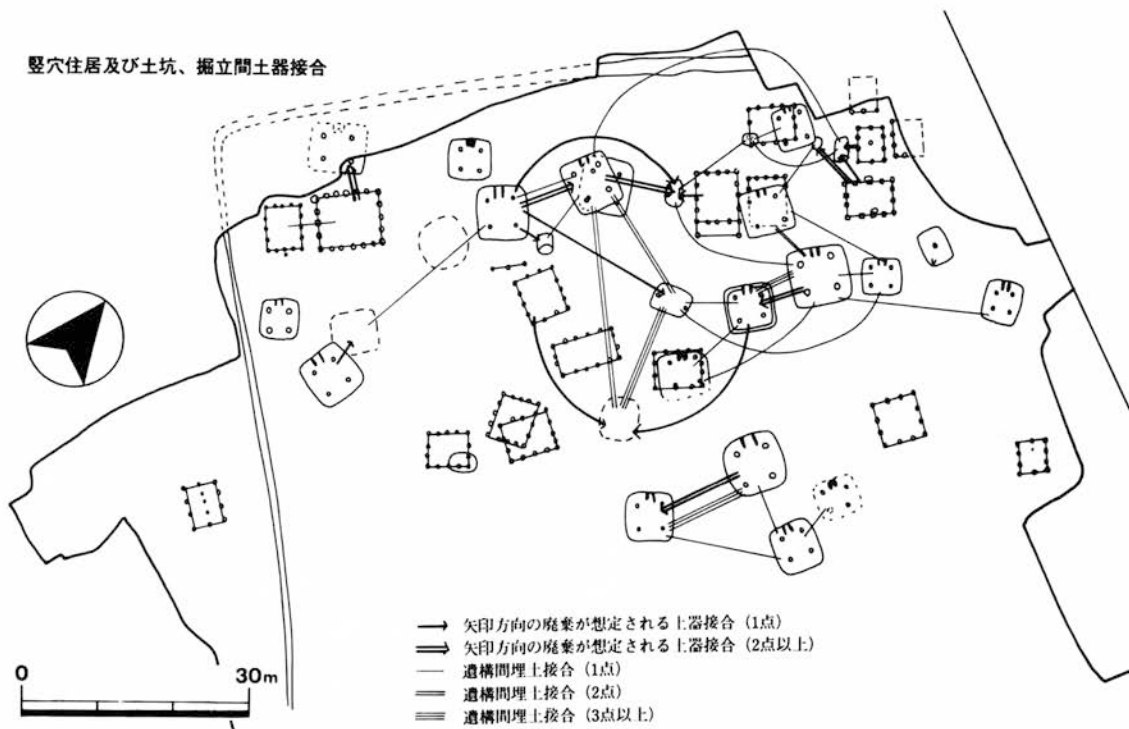 竪穴住居及び土坑、掘立間土器接合
矢印方向の廃棄が想定される土器接合（1点）
矢印方向の廃棄が想定される土器接合（2点以上）
遺構間埋土接合（1点）
遺構間埋土接合（2点）
遺構間埋土接合（3点以上）
0 30m